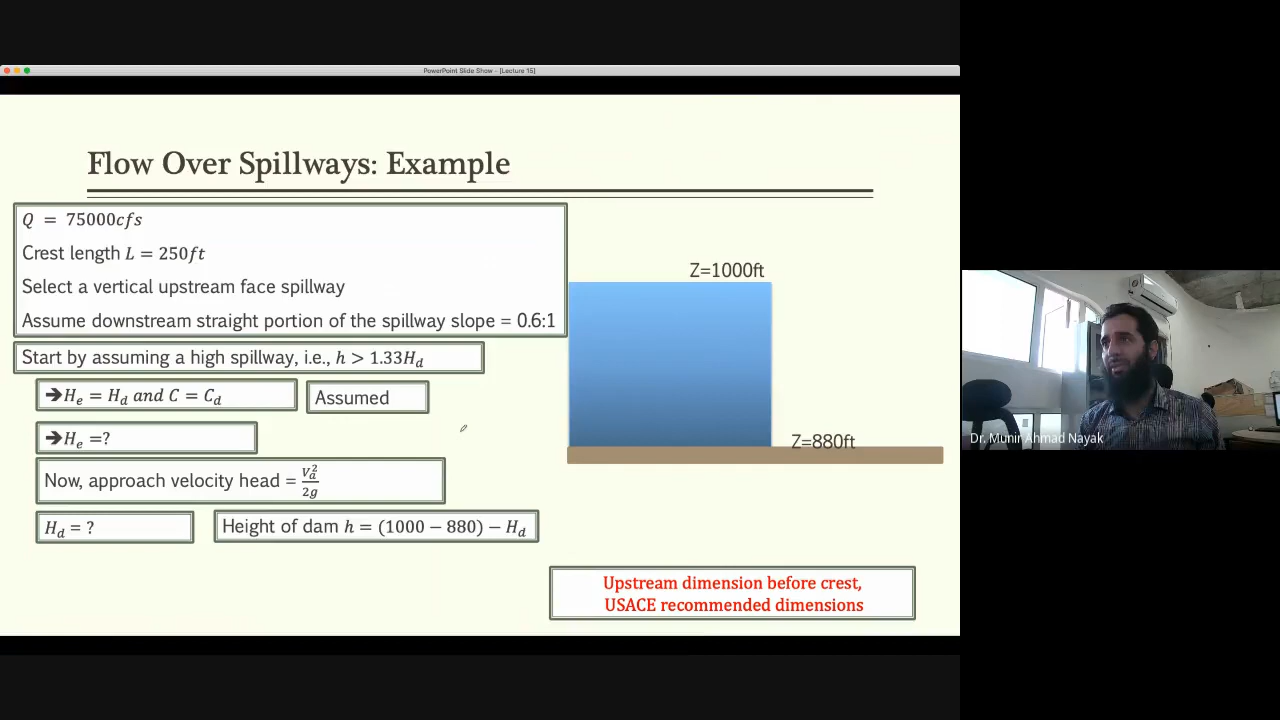 PowerPoint Slide Show - [Lecture 15]
Flow Over Spillways: Example
Q = 75000cfs
Crest length L = 250ft
Select a vertical upstream face spillway
Assume downstream straight portion of the spillway slope = 0.6:1
Start by assuming a high spillway, i.e., h > 1.33H_d
➔H_e = H_d and C = C_d
Assumed
➔H_e =?
Now, approach velocity head = V_a^2/2g
H_d = ?
Height of dam h = (1000 − 880) − H_d
Z=1000ft
Z=880ft
Upstream dimension before crest,
USACE recommended dimensions
Dr. Munir Ahmad Nayak